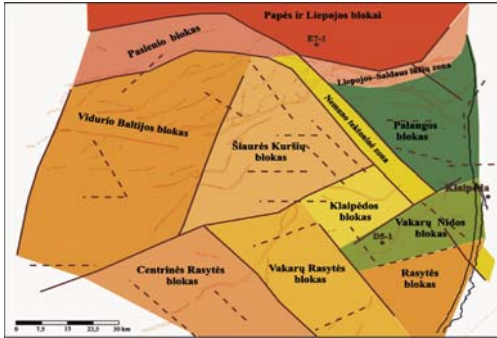 Papės ir Liepojos blokai
E7-1
Pasienio blokas
Liepojos–Saldaus lūžių zona
Nemuno tektoninė zona
Vidurio Baltijos blokas
Palangos
blokas
Šiaurės Kuršių
blokas
Klaipėda
Klaipėdos
blokas
Vakarų Nidos
blokas
D5-1
Centrinės Rasytės
blokas
Vakarų Rasytės
blokas
Rasytės
blokas
0 7,5 15 22,5 30 km